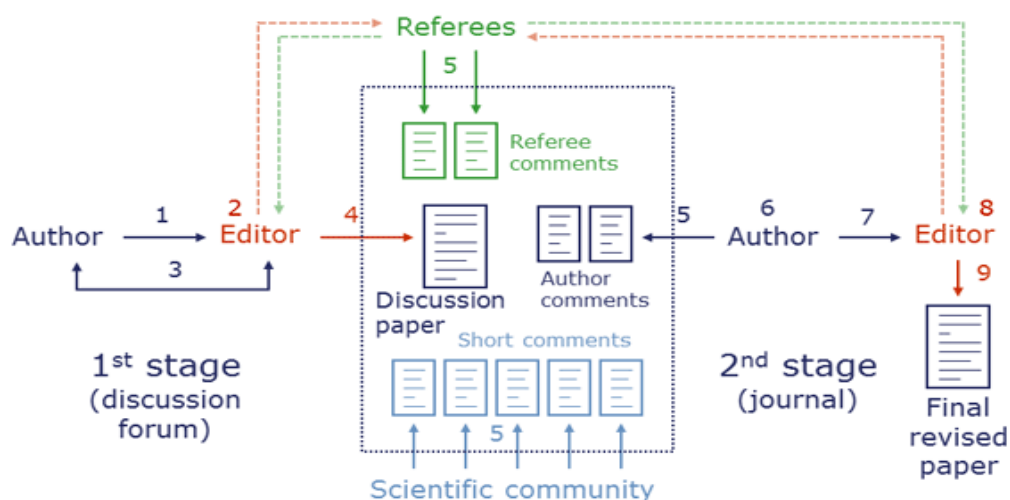 Referees
5
Referee
comments
1
2
4
5
6
7
8
Author
Editor
Author
Editor
3
9
Discussion
paper
Author
comments
Short comments
1st stage
(discussion
forum)
2nd stage
(journal)
Final
revised
paper
5
Scientific community